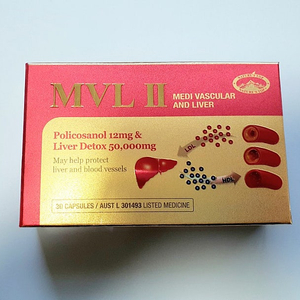 MVL II
MEDI VASCULAR
AND LIVER
Policosanol 12mg &
Liver Detox 50,000mg
May help protect
liver and blood vessels
LDL
HDL
30 CAPSULES / AUST L 301493 LISTED MEDICINE